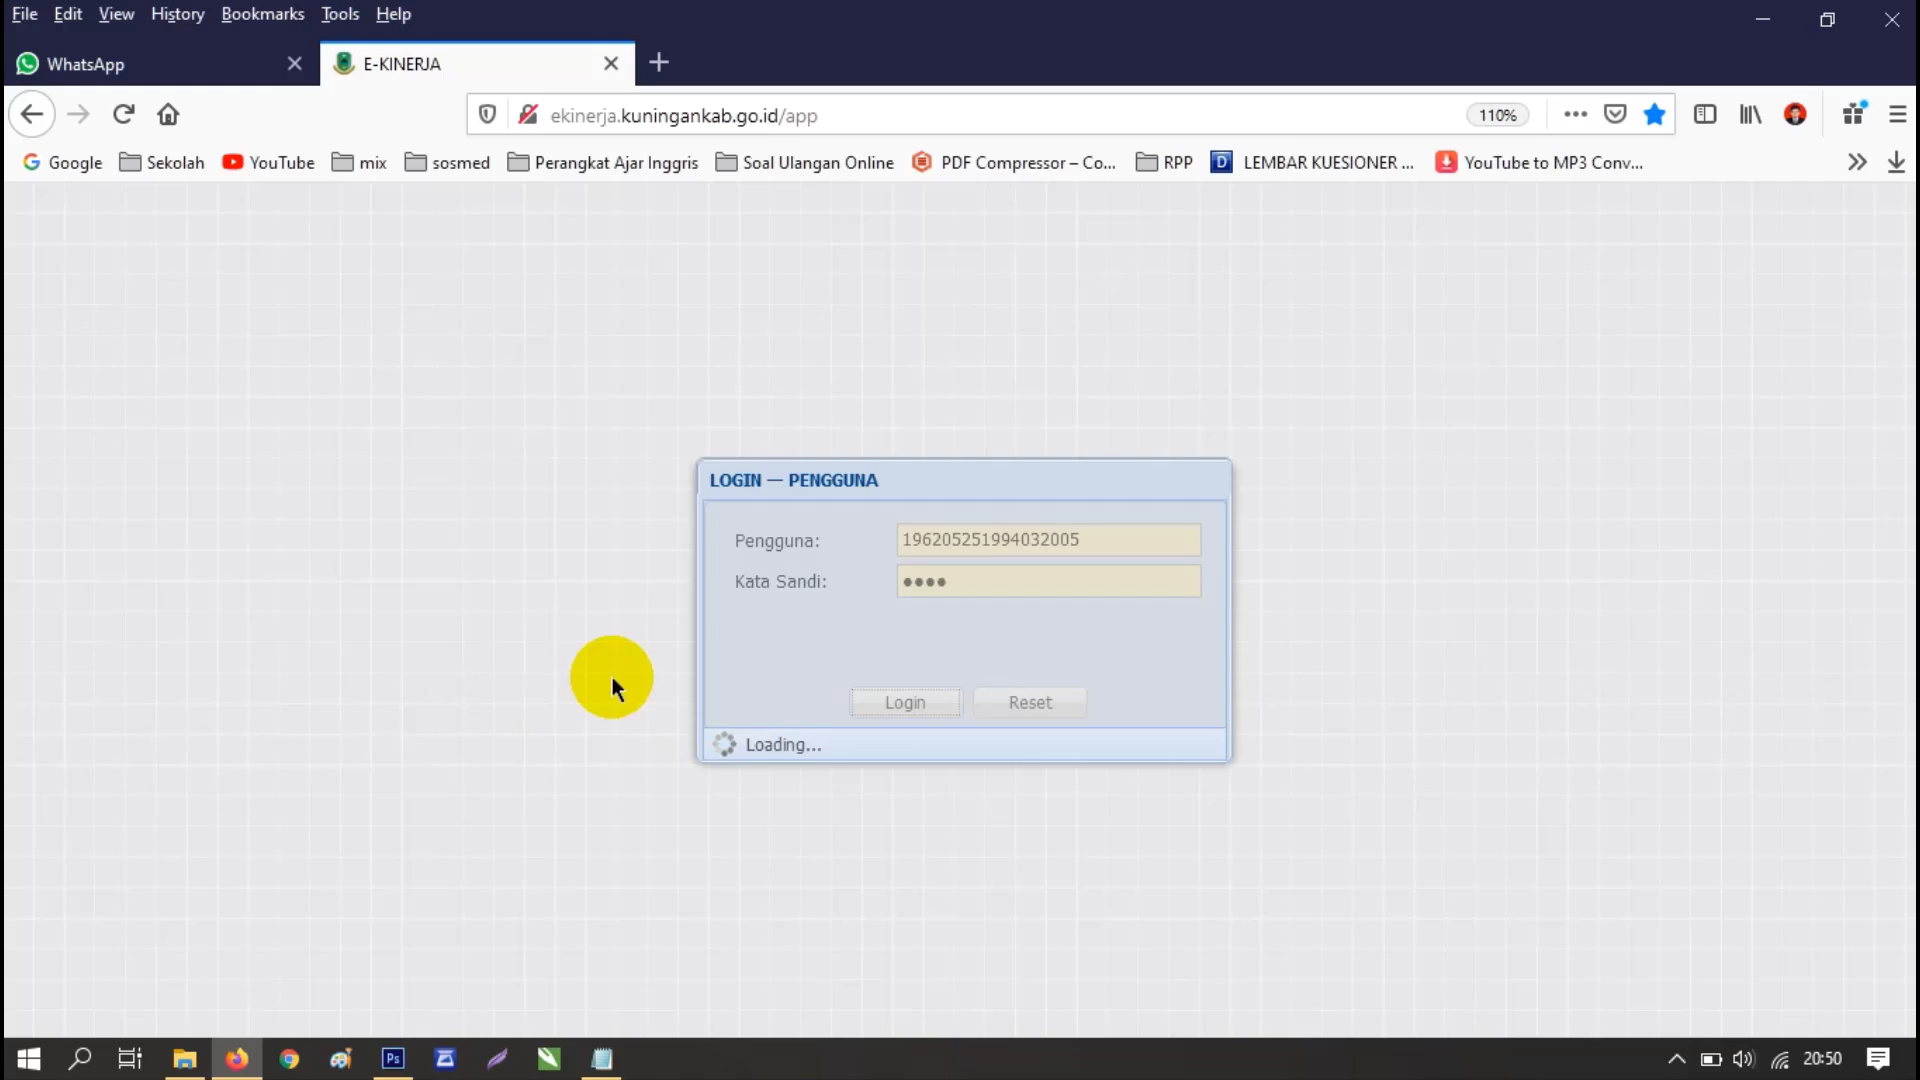 File Edit View History Bookmarks Tools Help
WhatsApp
E-KINERJA
ekinerja.kuningankab.go.id/app
110%
Google Sekolah YouTube mix sosmed Perangkat Ajar Inggris Soal Ulangan Online PDF Compressor – Co... RPP D LEMBAR KUESIONER ... YouTube to MP3 Conv...
LOGIN — PENGGUNA
Pengguna: 196205251994032005
Kata Sandi: ●●●●
Login Reset
Loading...
Ps 20:50